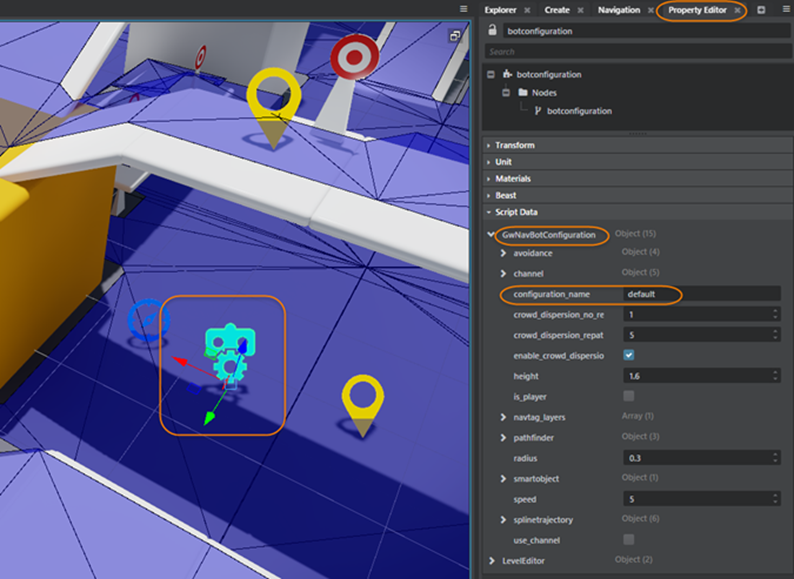 Explorer Create Navigation Property Editor
botconfiguration
Search
botconfiguration
Nodes
botconfiguration
Transform
Unit
Materials
Beast
Script Data
GwNavBotConfiguration Object (15)
avoidance Object (4)
channel Object (5)
configuration_name default
crowd_dispersion_no_re 1
crowd_dispersion_repat 5
enable_crowd_dispersio
height 1.6
is_player
navtag_layers Array (1)
pathfinder Object (3)
radius 0.3
smartobject Object (1)
speed 5
splinetrajectory Object (6)
use_channel
LevelEditor Object (2)